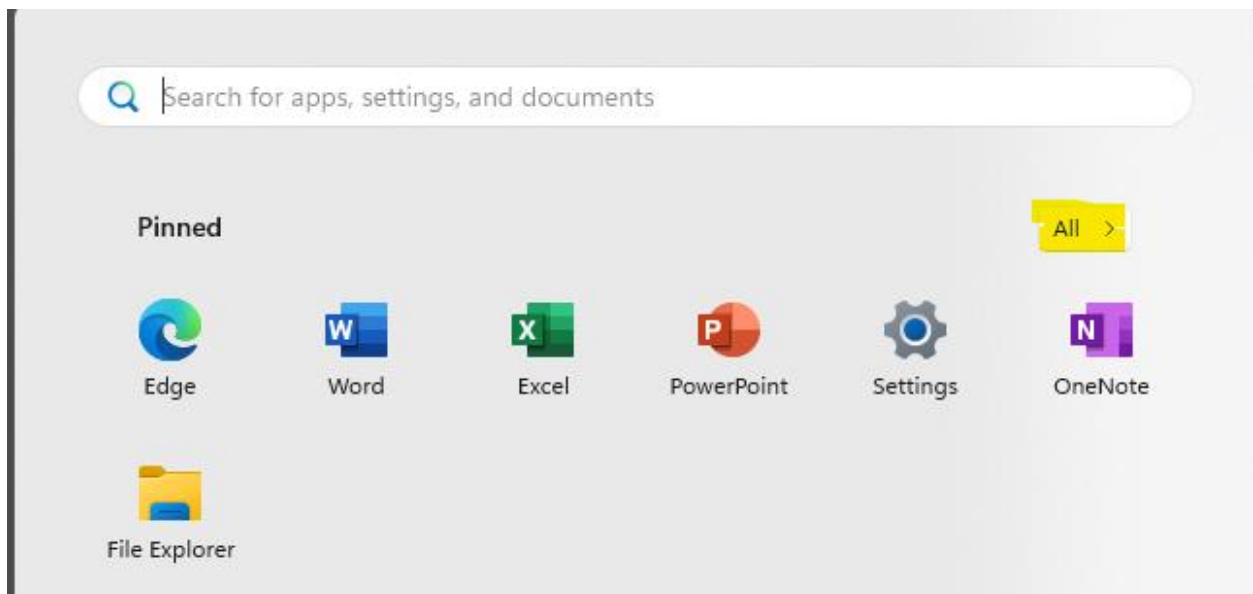 Search for apps, settings, and documents
Pinned
All >
W
X
P
N
Edge
Word
Excel
PowerPoint
Settings
OneNote
File Explorer